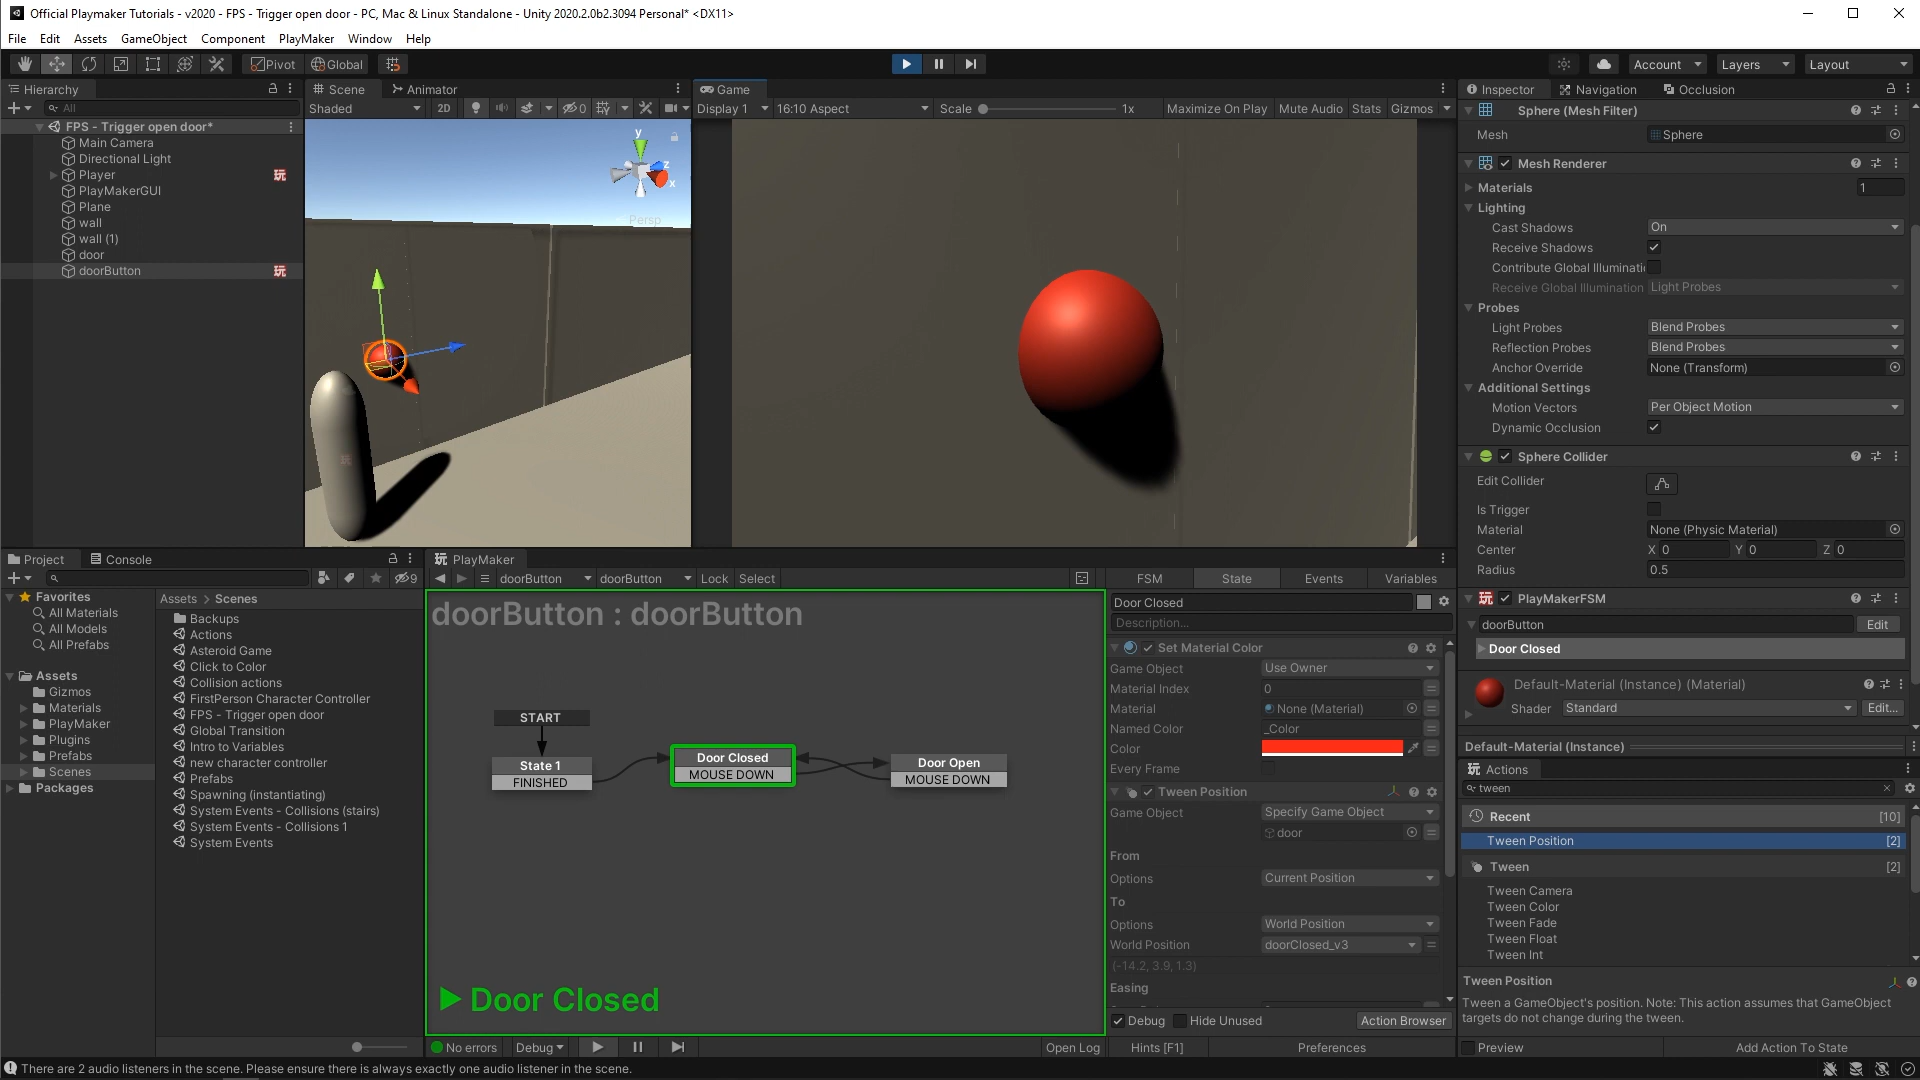 Official Playmaker Tutorials - v2020 - FPS - Trigger open door - PC, Mac & Linux Standalone - Unity 2020.2.0b2.3094 Personal* <DX11>
File Edit Assets GameObject Component PlayMaker Window Help
Pivot Global Account Layers Layout
Hierarchy
All
FPS - Trigger open door*
Main Camera
Directional Light
Player
PlayMakerGUI
Plane
wall
wall (1)
door
doorButton
Scene Animator
Shaded 2D 0
y
z
x
Persp
Game
Display 1 16:10 Aspect Scale 1x Maximize On Play Mute Audio Stats Gizmos
Inspector Navigation Occlusion
Sphere (Mesh Filter)
Mesh Sphere
Mesh Renderer
Materials 1
Lighting
Cast Shadows On
Receive Shadows
Contribute Global Illuminati
Receive Global Illumination Light Probes
Probes
Light Probes Blend Probes
Reflection Probes Blend Probes
Anchor Override None (Transform)
Additional Settings
Motion Vectors Per Object Motion
Dynamic Occlusion
Sphere Collider
Edit Collider
Is Trigger
Material None (Physic Material)
Center X 0 Y 0 Z 0
Radius 0.5
玩 PlayMakerFSM
doorButton Edit
Door Closed
Default-Material (Instance) (Material)
Shader Standard Edit...
Default-Material (Instance)
玩 Actions
tween
Recent [10]
Tween Position [2]
Tween [2]
Tween Camera
Tween Color
Tween Fade
Tween Float
Tween Int
Tween Position
Tween a GameObject's position. Note: This action assumes that GameObject
targets do not change during the tween.
Preview Add Action To State
Project Console
9
Favorites
All Materials
All Models
All Prefabs
Assets
Gizmos
Materials
PlayMaker
Plugins
Prefabs
Scenes
Packages
Assets > Scenes
Backups
Actions
Asteroid Game
Click to Color
Collision actions
FirstPerson Character Controller
FPS - Trigger open door
Global Transition
Intro to Variables
new character controller
Prefabs
Spawning (instantiating)
System Events - Collisions (stairs)
System Events - Collisions 1
System Events
玩 PlayMaker
doorButton doorButton Lock Select
doorButton : doorButton
START
State 1
FINISHED
Door Closed
MOUSE DOWN
Door Open
MOUSE DOWN
Door Closed
No errors Debug Open Log
FSM State Events Variables
Door Closed
Description...
Set Material Color
Game Object Use Owner
Material Index 0
Material None (Material)
Named Color _Color
Color
Every Frame
Tween Position
Game Object Specify Game Object
door
From
Options Current Position
To
Options World Position
World Position doorClosed_v3
(-14.2, 3.9, 1.3)
Easing
Debug Hide Unused Action Browser
Hints [F1] Preferences
There are 2 audio listeners in the scene. Please ensure there is always exactly one audio listener in the scene.